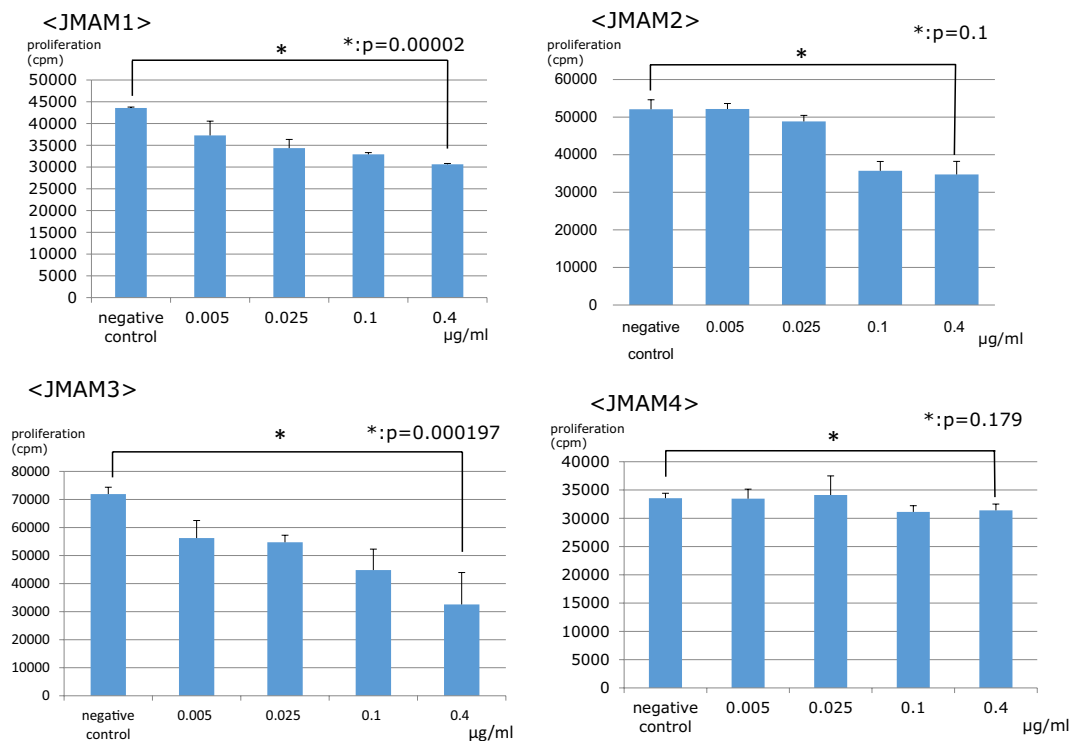 <JMAM1>
proliferation
(cpm)
*
*:p=0.00002
50000
45000
40000
35000
30000
25000
20000
15000
10000
5000
0
negative
control
0.005
0.025
0.1
0.4
µg/ml
<JMAM2>
proliferation
(cpm)
*
*:p=0.1
60000
50000
40000
30000
20000
10000
0
negative
control
0.005
0.025
0.1
0.4
µg/ml
<JMAM3>
proliferation
(cpm)
*
*:p=0.000197
80000
70000
60000
50000
40000
30000
20000
10000
0
negative
control
0.005
0.025
0.1
0.4
µg/ml
<JMAM4>
proliferation
(cpm)
*
*:p=0.179
40000
35000
30000
25000
20000
15000
10000
5000
0
negative
control
0.005
0.025
0.1
0.4
µg/ml